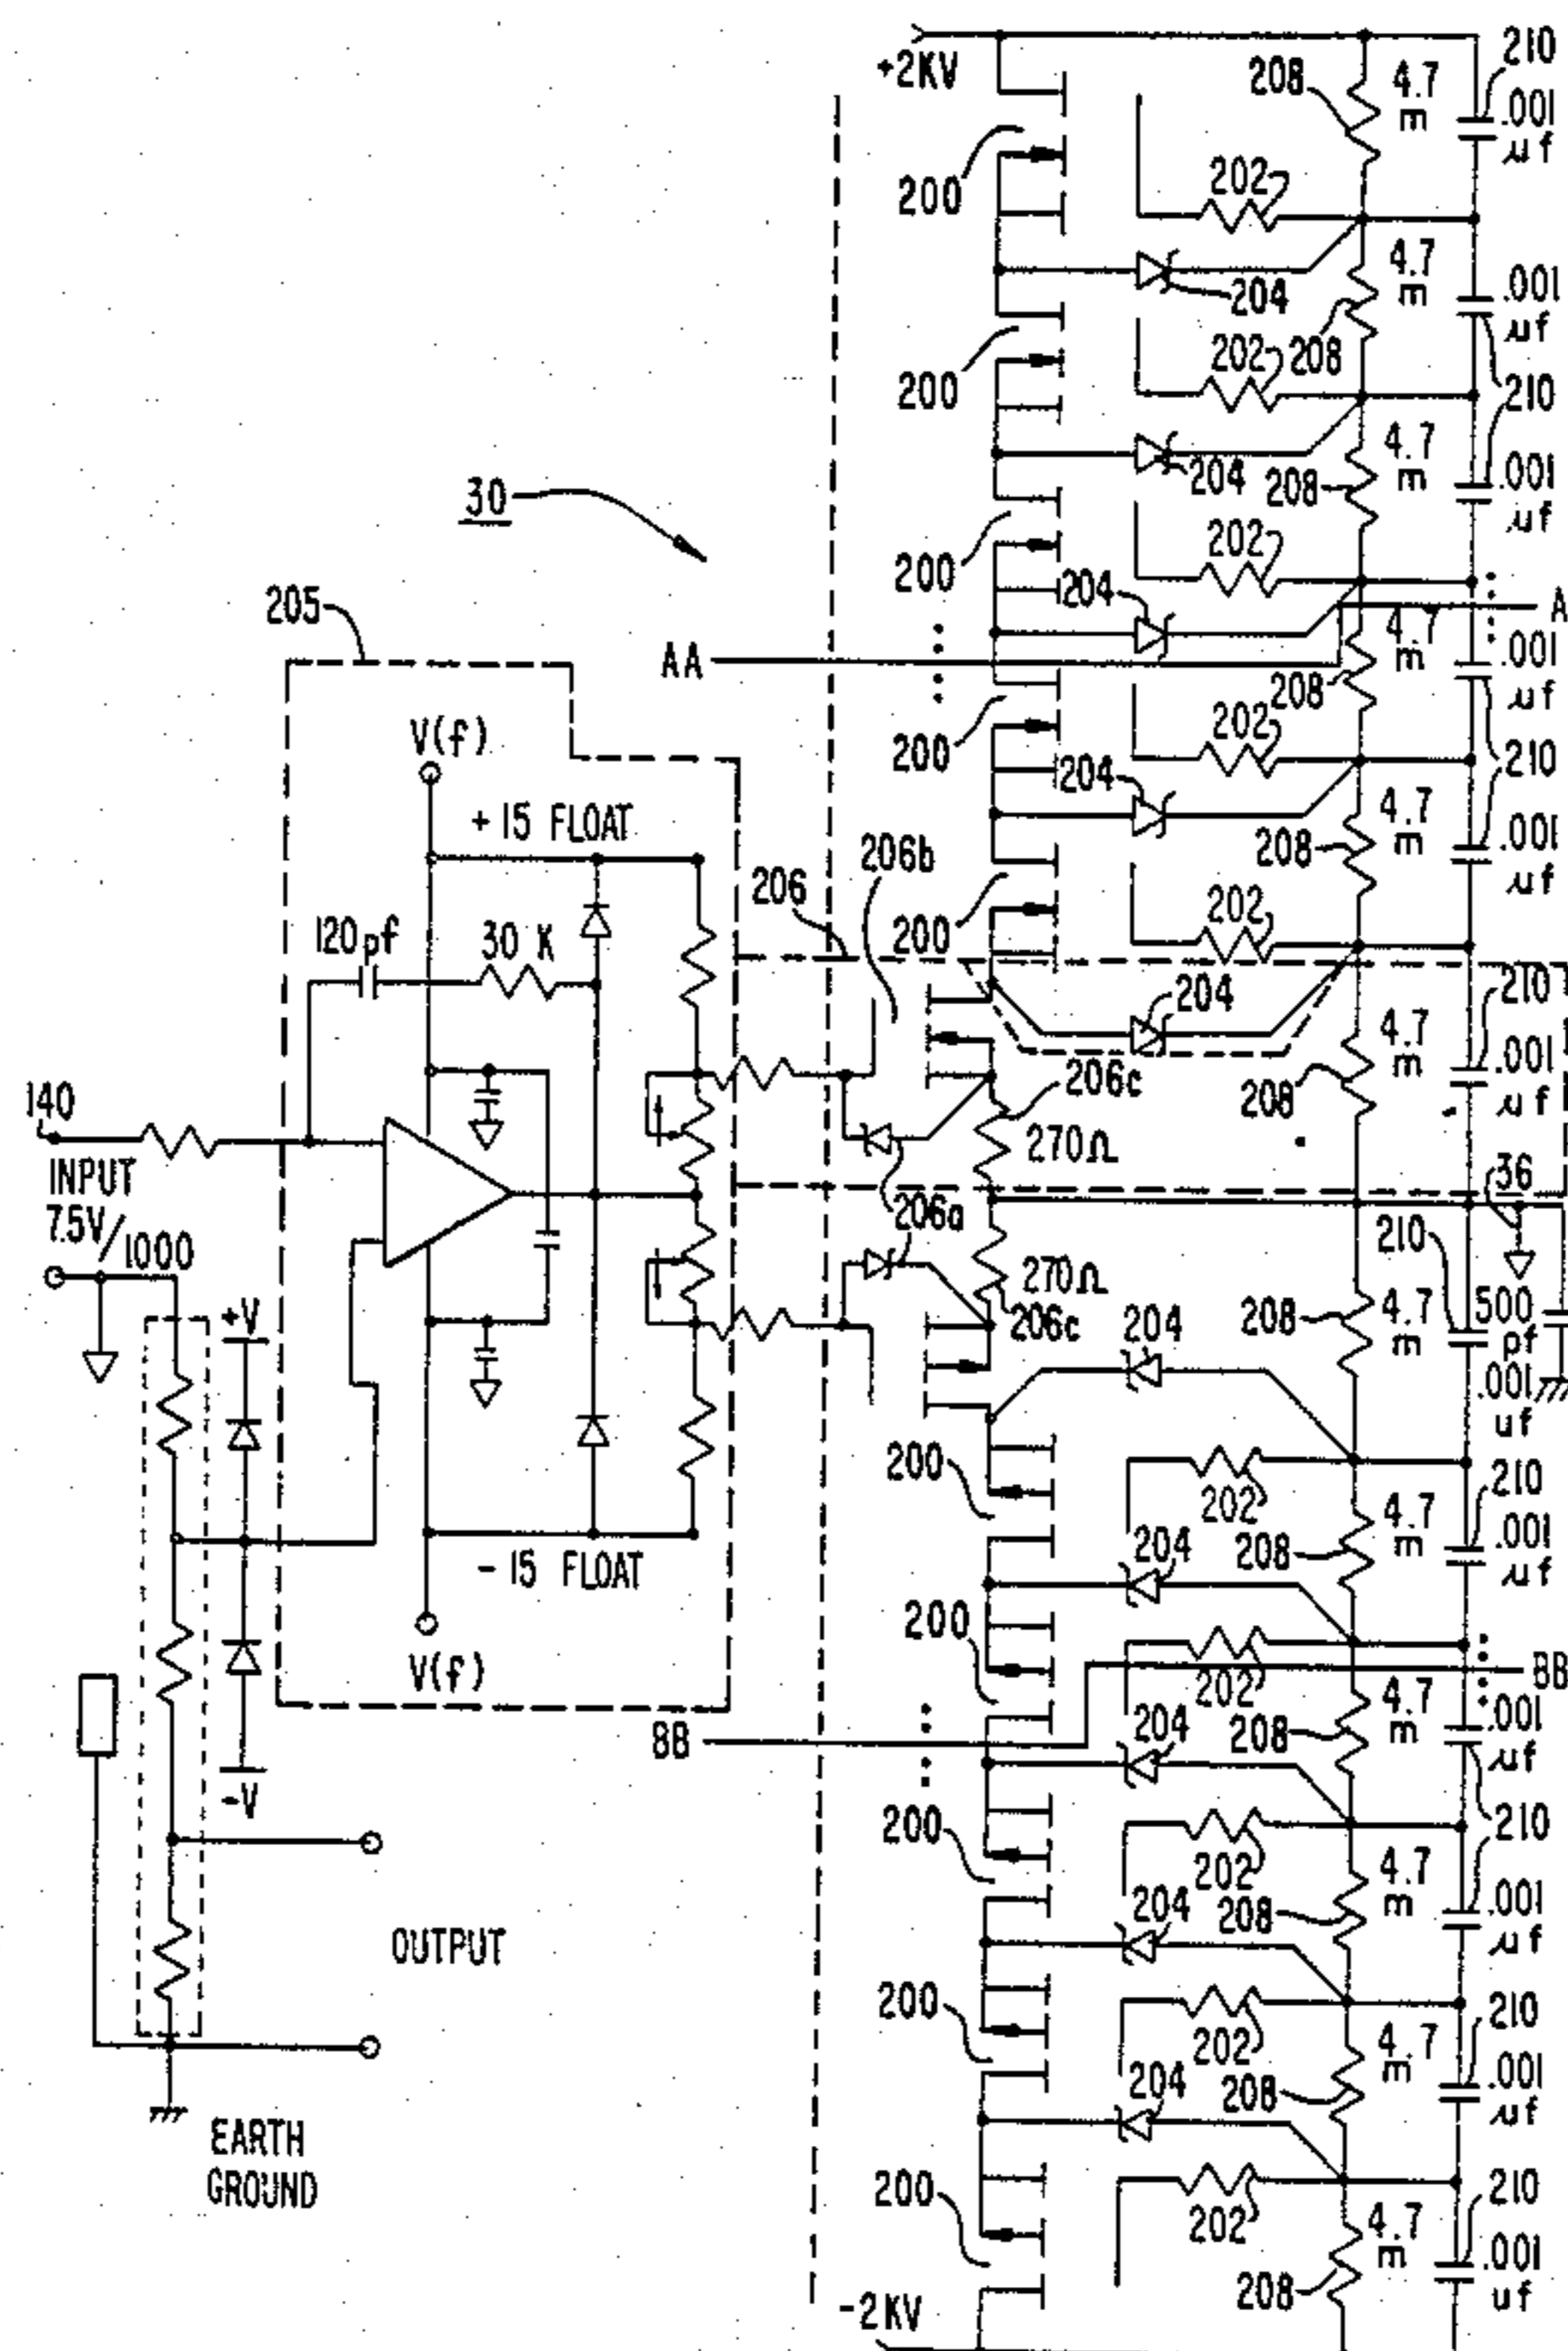 +2KV
208
4.7
m
210
.001
µf
200
202
204
4.7
m
.001
µf
208
200
202
210
204
208
4.7
m
.001
µf
30
200
202
205
204
A
AA
4.7
m
.001
µf
208
200
202
210
V(f)
204
+ 15 FLOAT
206b
206
208
4.7
m
.001
µf
200
202
120pf
30 K
204
210
4.7
m
.001
µf
206c
208
140
INPUT
7.5V/1000
270Ω
36
206a
210
270Ω
206c
204
208
4.7
m
500
pf
.001
uf
+V
200
202
210
204
208
4.7
m
.001
µf
- 15 FLOAT
200
202
V(f)
BB
BB
204
208
4.7
m
.001
µf
-V
200
202
210
204
208
4.7
m
.001
µf
OUTPUT
200
202
210
204
208
4.7
m
.001
µf
EARTH
GROUND
200
202
210
4.7
m
.001
uf
208
-2KV